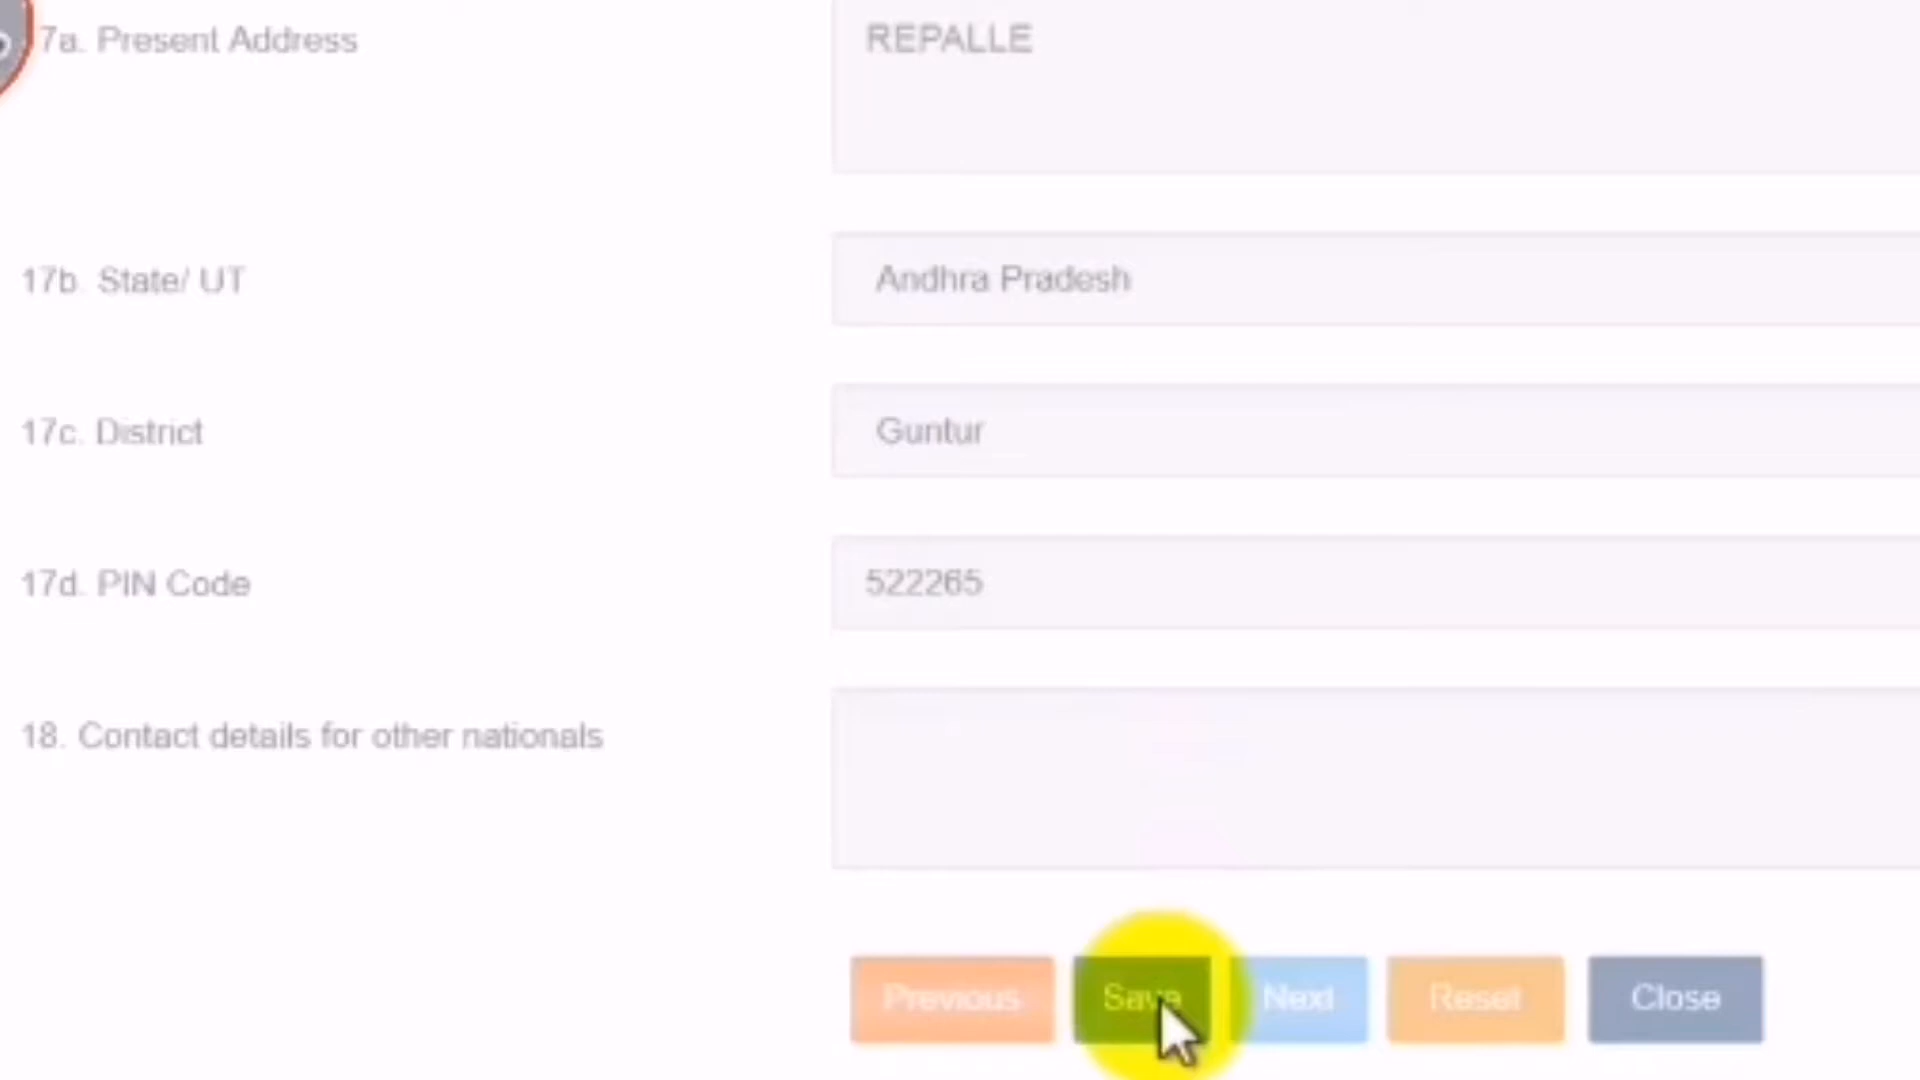 7a. Present Address
REPALLE
17b. State/ UT
Andhra Pradesh
17c. District
Guntur
17d. PIN Code
522265
18. Contact details for other nationals
Previous Save Next Reset Close